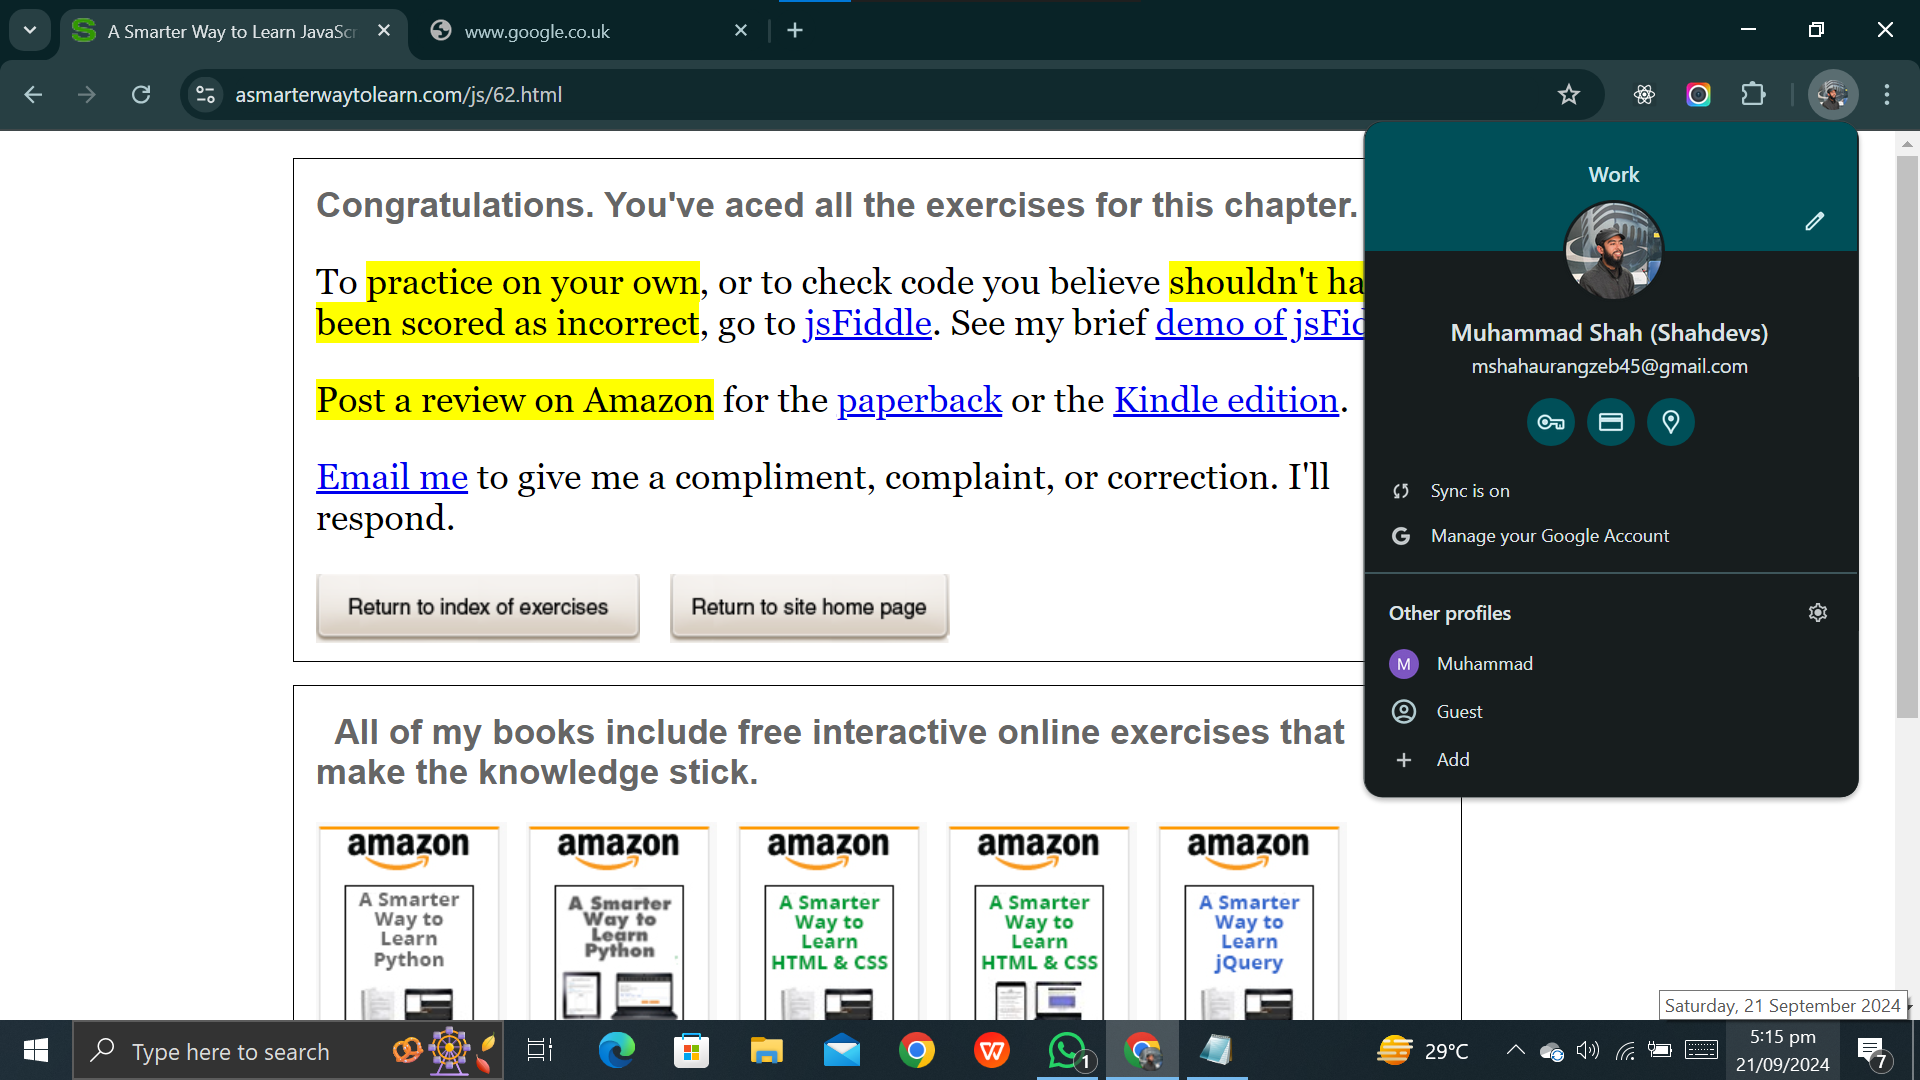 A Smarter Way to Learn JavaScr
www.google.co.uk
asmarterwaytolearn.com/js/62.html
Work
Muhammad Shah (Shahdevs)
mshahaurangzeb45@gmail.com
Sync is on
Manage your Google Account
Other profiles
M
Muhammad
Guest
Add
Congratulations. You've aced all the exercises for this chapter.
To practice on your own, or to check code you believe shouldn't ha
been scored as incorrect, go to jsFiddle. See my brief demo of jsFid
Post a review on Amazon for the paperback or the Kindle edition.
Email me to give me a compliment, complaint, or correction. I'll
respond.
Return to index of exercises
Return to site home page
All of my books include free interactive online exercises that
make the knowledge stick.
amazon
A Smarter
Way to
Learn
Python
amazon
A Smarter
Way to
Learn
Python
amazon
A Smarter
Way to
Learn
HTML & CSS
amazon
A Smarter
Way to
Learn
HTML & CSS
amazon
A Smarter
Way to
Learn
jQuery
Saturday, 21 September 2024
Type here to search
1
29°C
5:15 pm
21/09/2024
7